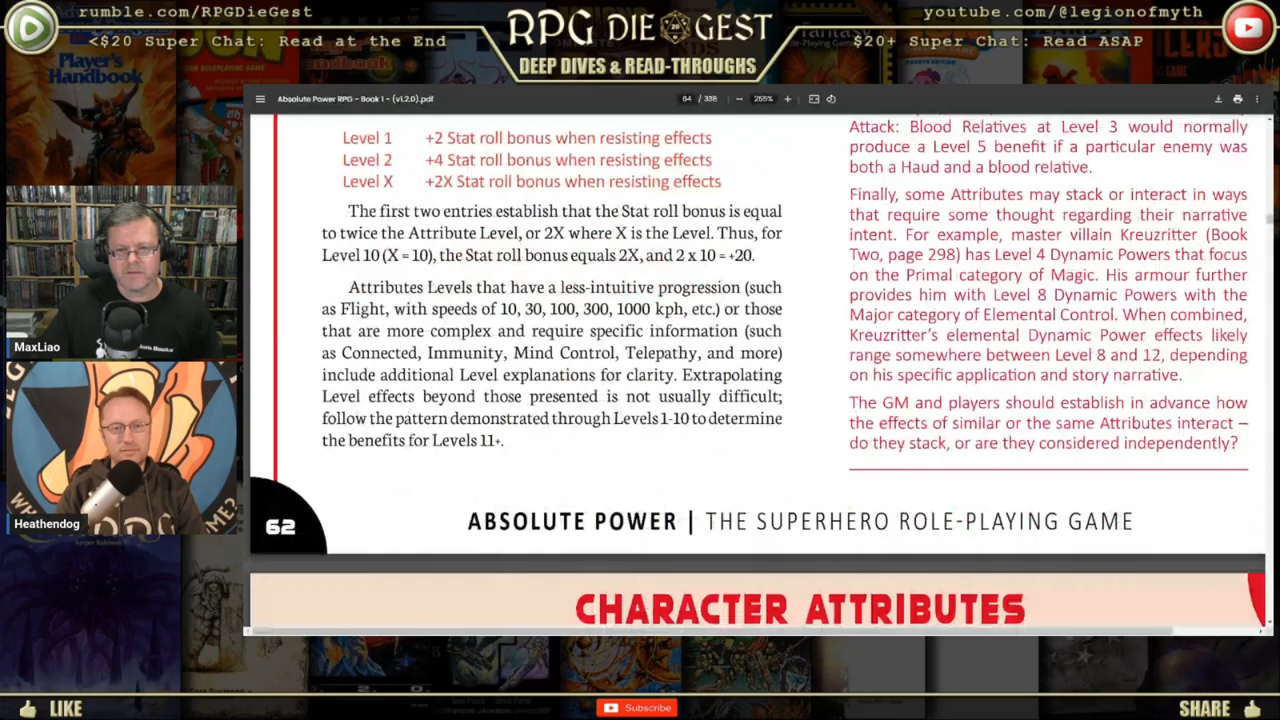 rumble.com/RPGDieGest
<$20 Super Chat: Read at the End
RPG DIE GEST
DEEP DIVES & READ-THROUGHS
youtube.com/@legionofmyth
$20+ Super Chat: Read ASAP
Player's
Handbook
Absolute Power RPG - Book 1 - (v1.2.0).pdf
64 / 338
265%
Level 1 +2 Stat roll bonus when resisting effects
Level 2 +4 Stat roll bonus when resisting effects
Level X +2X Stat roll bonus when resisting effects
The first two entries establish that the Stat roll bonus is equal
to twice the Attribute Level, or 2X where X is the Level. Thus, for
Level 10 (X = 10), the Stat roll bonus equals 2X, and 2 x 10 = +20.
Attributes Levels that have a less-intuitive progression (such
as Flight, with speeds of 10, 30, 100, 300, 1000 kph, etc.) or those
that are more complex and require specific information (such
as Connected, Immunity, Mind Control, Telepathy, and more)
include additional Level explanations for clarity. Extrapolating
Level effects beyond those presented is not usually difficult;
follow the pattern demonstrated through Levels 1-10 to determine
the benefits for Levels 11+.
Attack: Blood Relatives at Level 3 would normally
produce a Level 5 benefit if a particular enemy was
both a Haud and a blood relative.
Finally, some Attributes may stack or interact in ways
that require some thought regarding their narrative
intent. For example, master villain Kreuzritter (Book
Two, page 298) has Level 4 Dynamic Powers that focus
on the Primal category of Magic. His armour further
provides him with Level 8 Dynamic Powers with the
Major category of Elemental Control. When combined,
Kreuzritter's elemental Dynamic Power effects likely
range somewhere between Level 8 and 12, depending
on his specific application and story narrative.
The GM and players should establish in advance how
the effects of similar or the same Attributes interact –
do they stack, or are they considered independently?
62
ABSOLUTE POWER | THE SUPERHERO ROLE-PLAYING GAME
CHARACTER ATTRIBUTES
MaxLiao
Heathendog
LIKE
Subscribe
SHARE